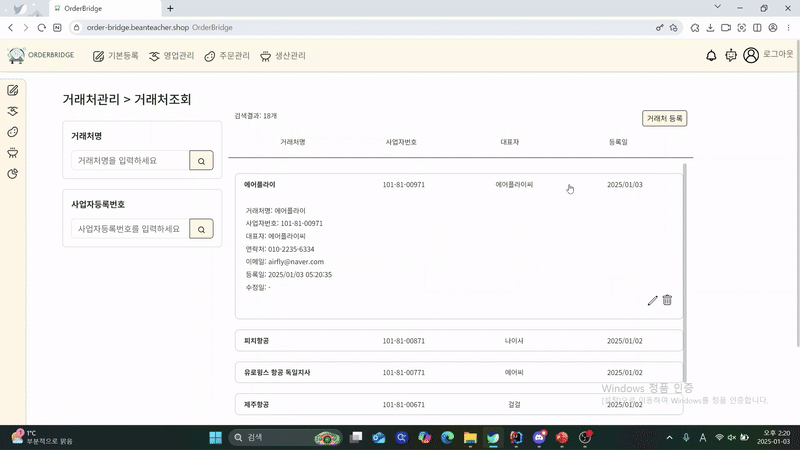 OrderBridge
order-bridge.beanteacher.shop OrderBridge
ORDERBRIDGE 기본등록 영업관리 주문관리 생산관리 로그아웃
거래처관리 > 거래처조회
거래처명
거래처명을 입력하세요
사업자등록번호
사업자등록번호를 입력하세요
검색결과: 18개
거래처 등록
거래처명 사업자번호 대표자 등록일
에어플라이 101-81-00971 에어플라이씨 2025/01/03
거래처명: 에어플라이
사업자번호: 101-81-00971
대표자: 에어플라이씨
연락처: 010-2235-6334
이메일: airfly@naver.com
등록일: 2025/01/03 05:20:35
수정일: -
피치항공 101-81-00871 나이사 2025/01/02
유로윙스 항공 독일지사 101-81-00771 에어씨 2025/01/02
제주항공 101-81-00671 걸걸 2025/01/02
Windows 정품 인증
[설정]으로 이동하여 Windows를 정품 인증합니다.
1°C
부분적으로 맑음
검색
A
오후 2:20
2025-01-03